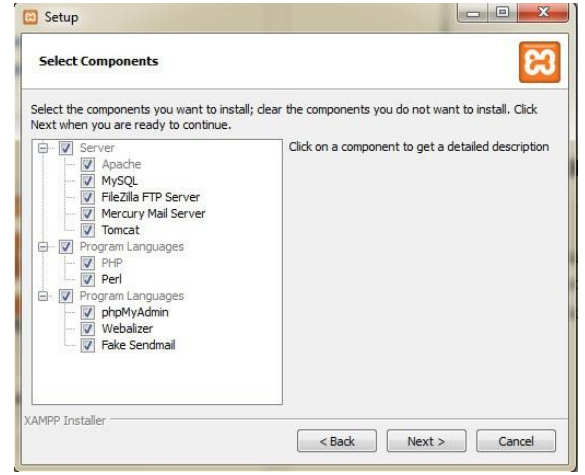 Setup
Select Components
Select the components you want to install; clear the components you do not want to install. Click
Next when you are ready to continue.
Server
Apache
MySQL
FileZilla FTP Server
Mercury Mail Server
Tomcat
Program Languages
PHP
Perl
Program Languages
phpMyAdmin
Webalizer
Fake Sendmail
Click on a component to get a detailed description
XAMPP Installer
< Back
Next >
Cancel